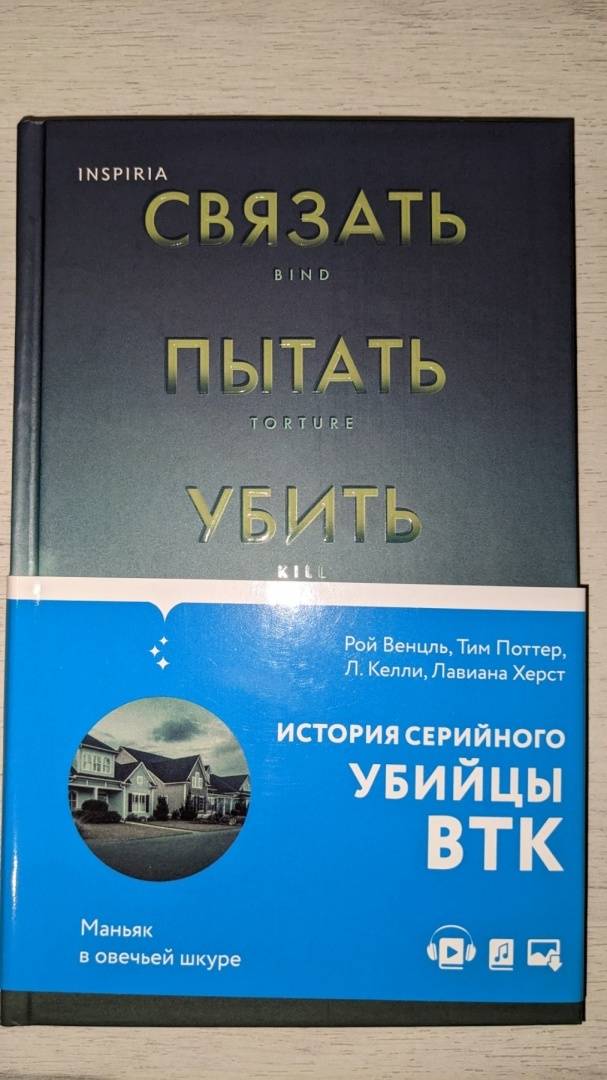 INSPIRIA
СВЯЗАТЬ
BIND
ПЫТАТЬ
TORTURE
УБИТЬ
KILL
Рой Венцль, Тим Поттер,
Л. Келли, Лавиана Херст
ИСТОРИЯ СЕРИЙНОГО
УБИЙЦЫ
BTK
Маньяк
в овечьей шкуре